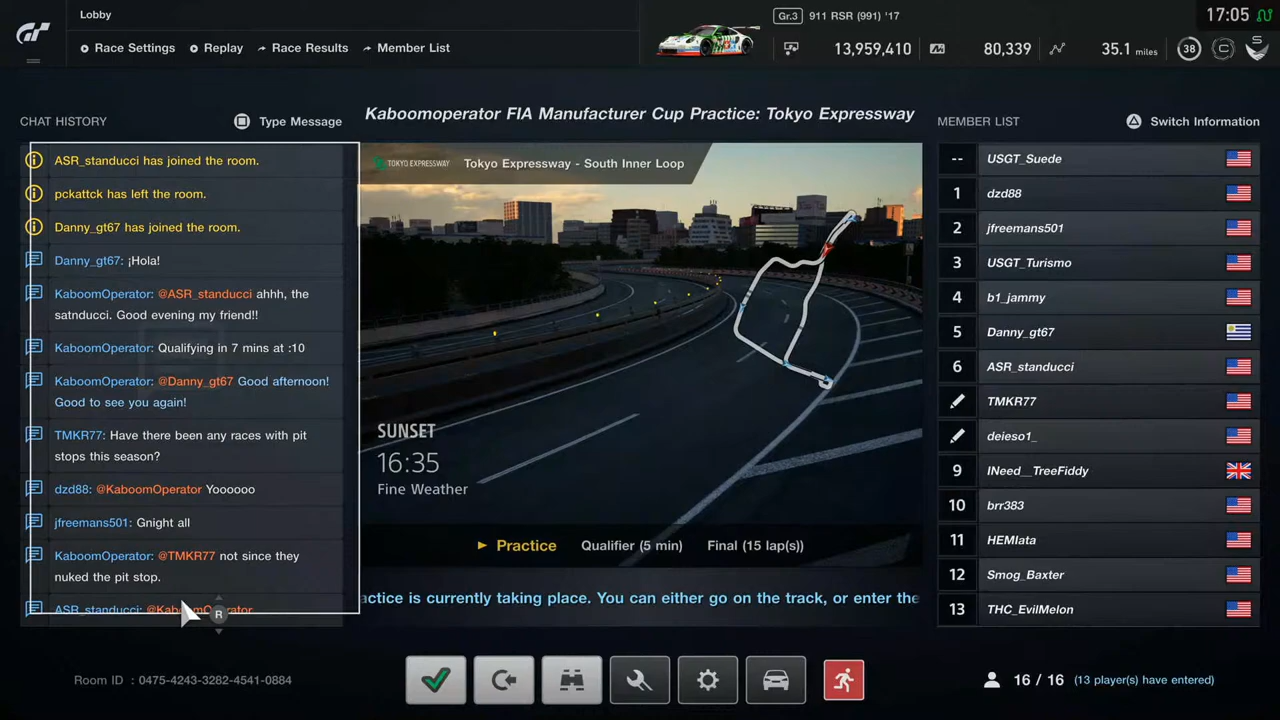 Lobby
Gr.3 911 RSR (991) '17
17:05
Race Settings Replay Race Results Member List
13,959,410 80,339 35.1 miles 38 C S
Kaboomoperator FIA Manufacturer Cup Practice: Tokyo Expressway
CHAT HISTORY Type Message
ASR_standucci has joined the room.
pckattck has left the room.
Danny_gt67 has joined the room.
Danny_gt67: ¡Hola!
KaboomOperator: @ASR_standucci ahhh, the
satnducci. Good evening my friend!!
KaboomOperator: Qualifying in 7 mins at :10
KaboomOperator: @Danny_gt67 Good afternoon!
Good to see you again!
TMKR77: Have there been any races with pit
stops this season?
dzd88: @KaboomOperator Yoooooo
jfreemans501: Gnight all
KaboomOperator: @TMKR77 not since they
nuked the pit stop.
ASR_standucci: @KaboomOperator
R
TOKYO EXPRESSWAY Tokyo Expressway - South Inner Loop
SUNSET
16:35
Fine Weather
Practice Qualifier (5 min) Final (15 lap(s))
actice is currently taking place. You can either go on the track, or enter the
MEMBER LIST Switch Information
-- USGT_Suede
1 dzd88
2 jfreemans501
3 USGT_Turismo
4 b1_jammy
5 Danny_gt67
6 ASR_standucci
TMKR77
deieso1_
9 INeed__TreeFiddy
10 brr383
11 HEMIata
12 Smog_Baxter
13 THC_EvilMelon
Room ID : 0475-4243-3282-4541-0884
16 / 16 (13 player(s) have entered)